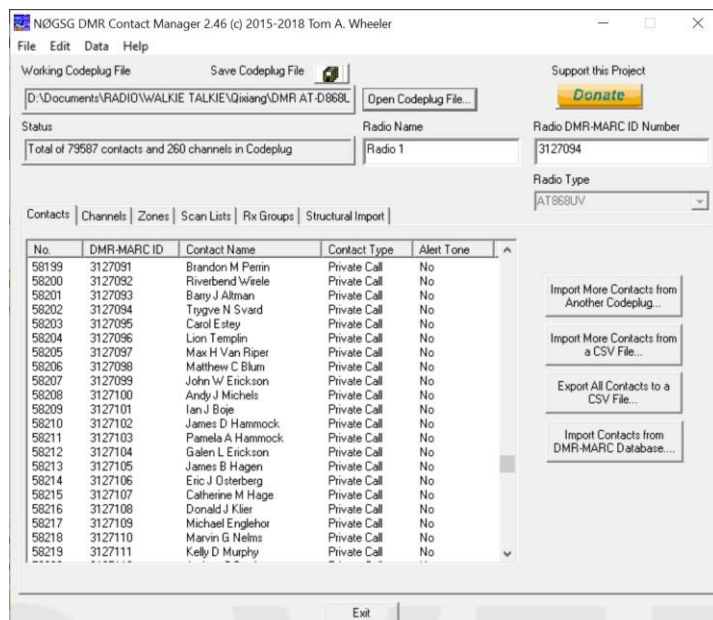 NØGSG DMR Contact Manager 2.46 (c) 2015-2018 Tom A. Wheeler
File Edit Data Help
Working Codeplug File Save Codeplug File Support this Project
Donate
D:\Documents\RADIO\WALKIE TALKIE\Qixiang\DMR AT-D868L Open Codeplug File...
Status Radio Name Radio DMR-MARC ID Number
Total of 79587 contacts and 260 channels in Codeplug Radio 1 3127094
Radio Type
AT868UV
Contacts Channels Zones Scan Lists Rx Groups Structural Import
No. DMR-MARC ID Contact Name Contact Type Alert Tone
58199 3127091 Brandon M Perrin Private Call No
58200 3127092 Riverbend Wirele Private Call No
58201 3127093 Barry J Altman Private Call No
58202 3127094 Trygve N Svard Private Call No
58203 3127095 Carol Estey Private Call No
58204 3127096 Lion Templin Private Call No
58205 3127097 Max H Van Riper Private Call No
58206 3127098 Matthew C Blum Private Call No
58207 3127099 John W Erickson Private Call No
58208 3127100 Andy J Michels Private Call No
58209 3127101 Ian J Boje Private Call No
58210 3127102 James D Hammock Private Call No
58211 3127103 Pamela A Hammock Private Call No
58212 3127104 Galen L Erickson Private Call No
58213 3127105 James B Hagen Private Call No
58214 3127106 Eric J Osterberg Private Call No
58215 3127107 Catherine M Hage Private Call No
58216 3127108 Donald J Klier Private Call No
58217 3127109 Michael Englehor Private Call No
58218 3127110 Marvin G Nelms Private Call No
58219 3127111 Kelly D Murphy Private Call No
Import More Contacts from
Another Codeplug...
Import More Contacts from
a CSV File...
Export All Contacts to a
CSV File...
Import Contacts from
DMR-MARC Database....
Exit